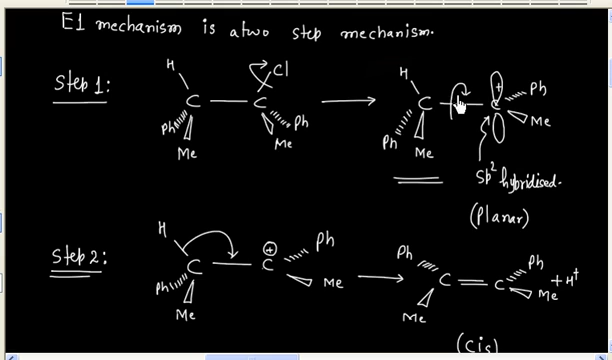 E1 mechanism is a two step mechanism.
Step 1:
H
Cl
C
C
Ph
Me
Ph
Me
H
C
Ph
Me
+
C
Ph
Me
Sp² hybridised.
(Planar)
Step 2:
H
C
Ph
Me
+
C
Ph
Me
Ph
C
Me
C
Ph
Me
+ H⁺
(Cis)